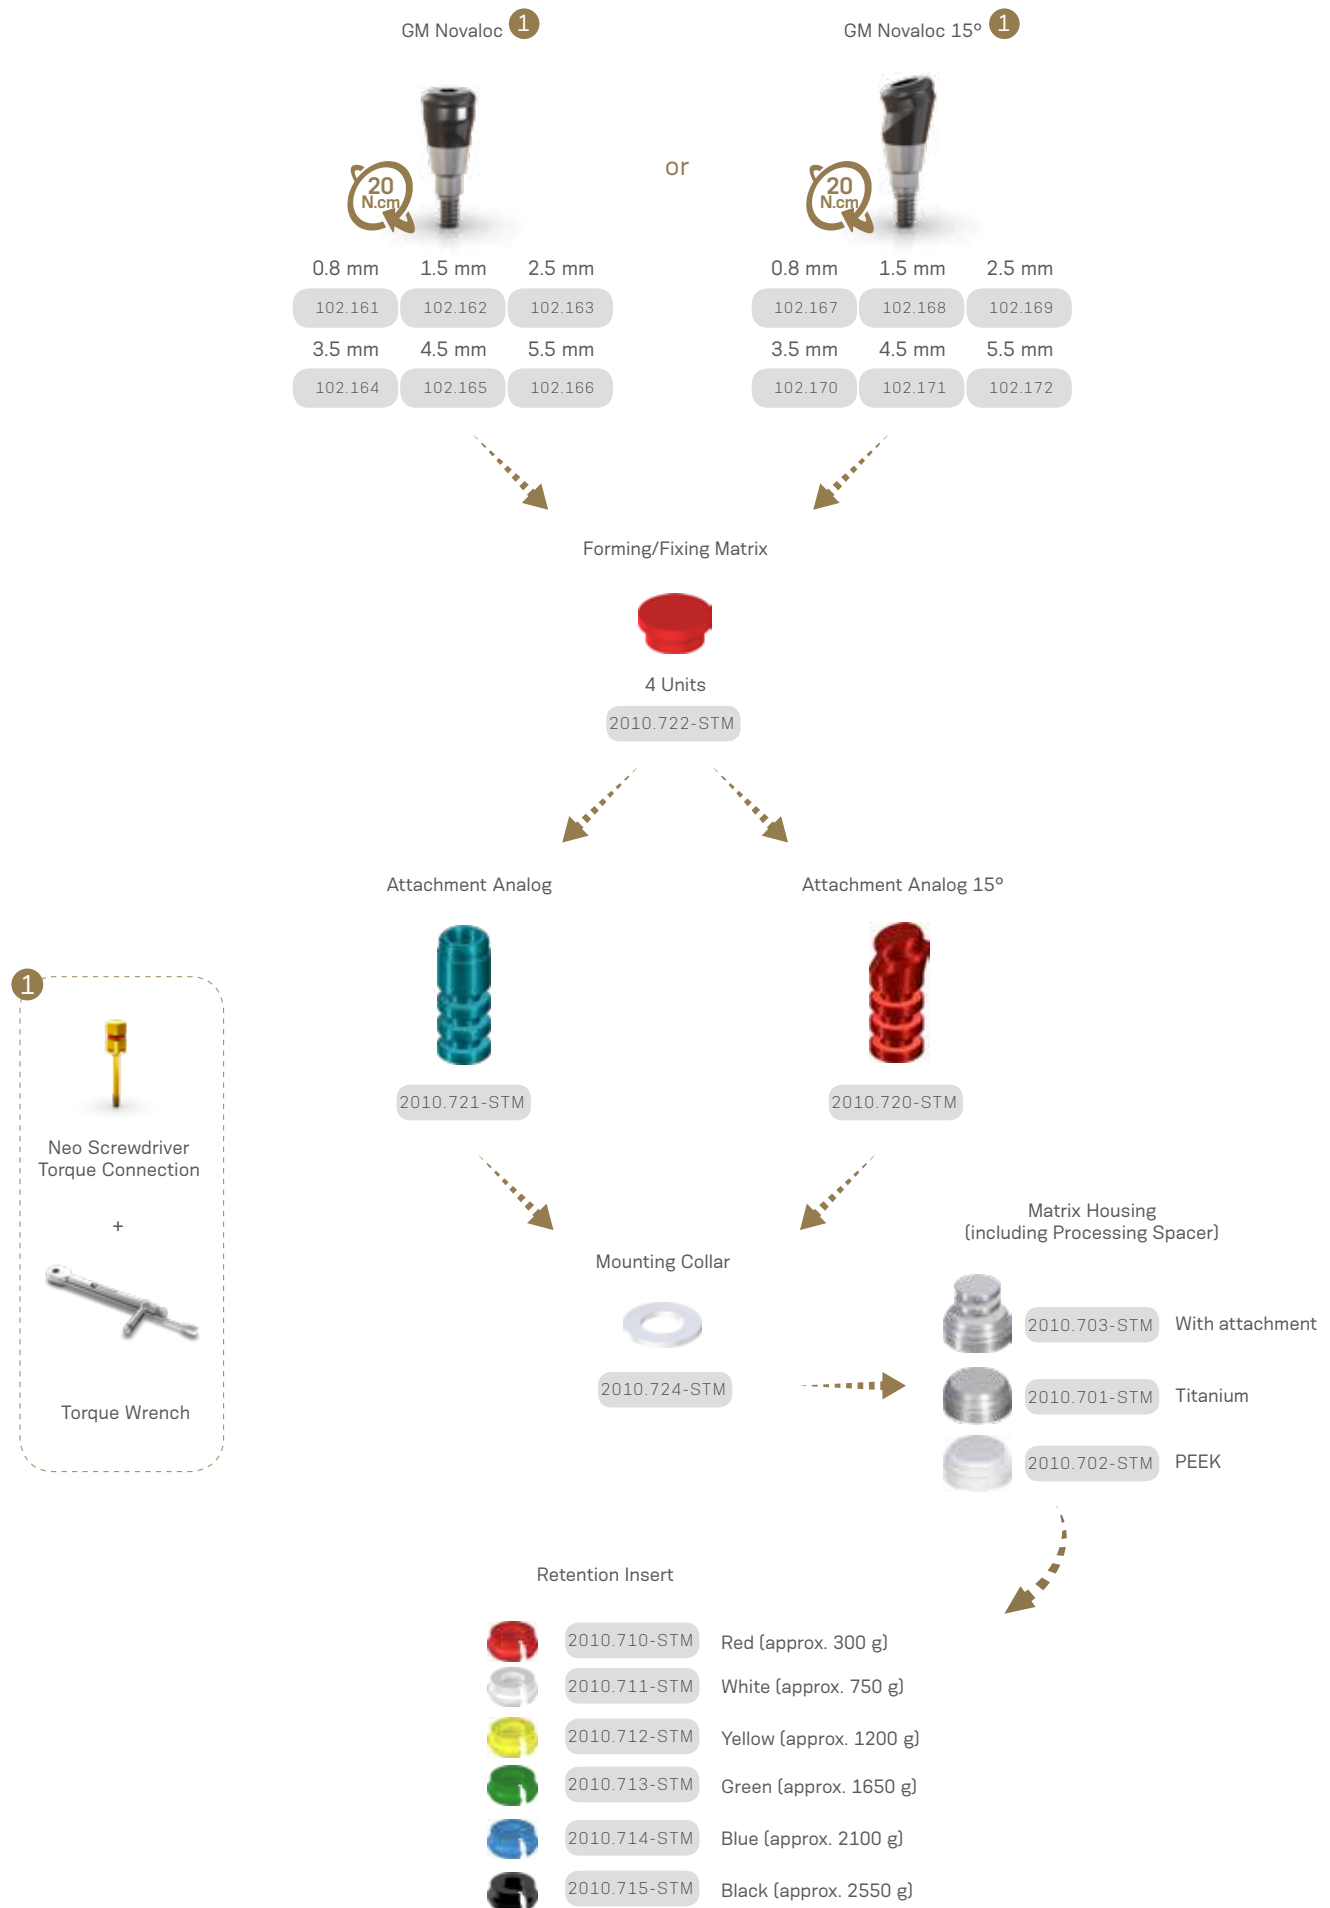 GM Novaloc 1
GM Novaloc 15° 1
20
N.cm
or
20
N.cm
0.8 mm 1.5 mm 2.5 mm
102.161 102.162 102.163
3.5 mm 4.5 mm 5.5 mm
102.164 102.165 102.166
0.8 mm 1.5 mm 2.5 mm
102.167 102.168 102.169
3.5 mm 4.5 mm 5.5 mm
102.170 102.171 102.172
Forming/Fixing Matrix
4 Units
2010.722-STM
Attachment Analog
2010.721-STM
Attachment Analog 15°
2010.720-STM
1
Neo Screwdriver
Torque Connection
+
Torque Wrench
Mounting Collar
2010.724-STM
Matrix Housing
(including Processing Spacer)
2010.703-STM With attachment
2010.701-STM Titanium
2010.702-STM PEEK
Retention Insert
2010.710-STM Red (approx. 300 g)
2010.711-STM White (approx. 750 g)
2010.712-STM Yellow (approx. 1200 g)
2010.713-STM Green (approx. 1650 g)
2010.714-STM Blue (approx. 2100 g)
2010.715-STM Black (approx. 2550 g)